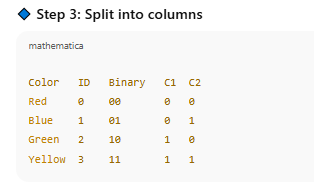 Step 3: Split into columns
mathematica
Color ID Binary C1 C2
Red 0 00 0 0
Blue 1 01 0 1
Green 2 10 1 0
Yellow 3 11 1 1